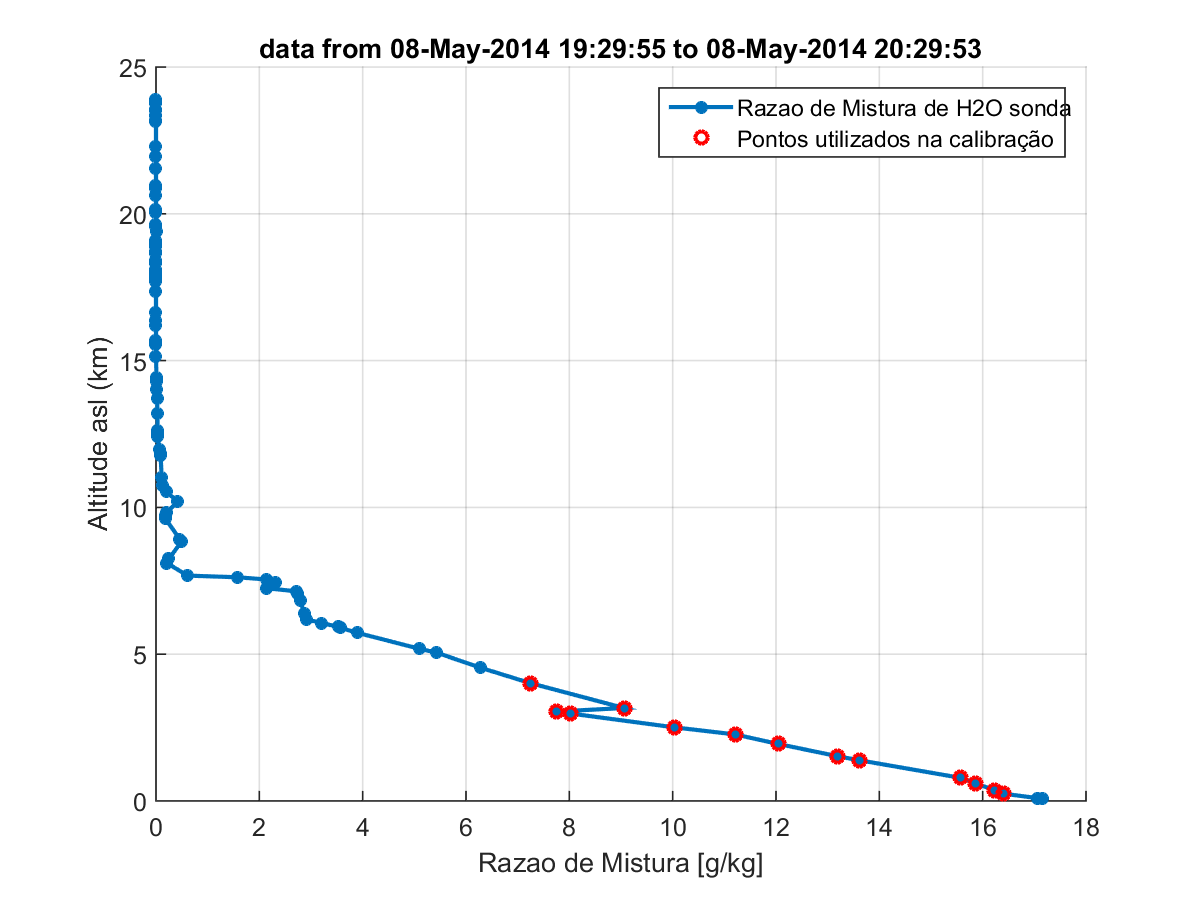 data from 08-May-2014 19:29:55 to 08-May-2014 20:29:53
Razao de Mistura de H2O sonda
Pontos utilizados na calibração
25
20
15
10
5
0
Altitude asl (km)
0 2 4 6 8 10 12 14 16 18
Razao de Mistura [g/kg]